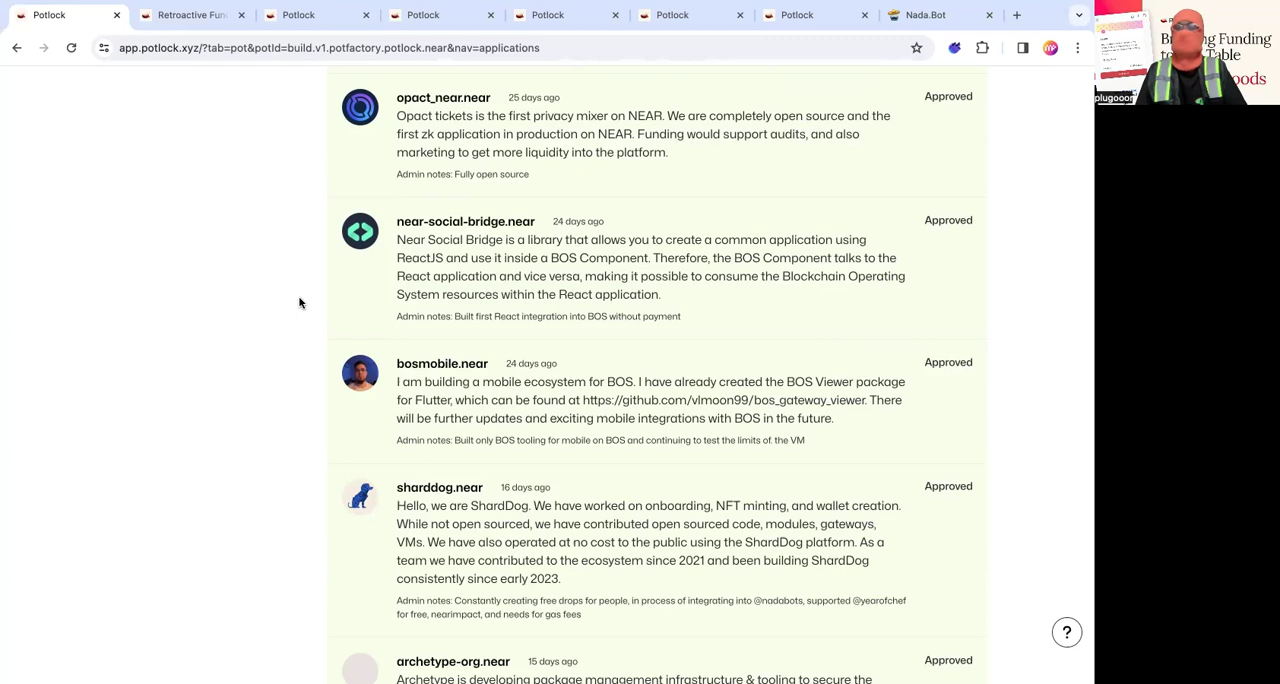 Potlock
Retroactive Fun
Potlock
Potlock
Potlock
Potlock
Potlock
Nada.Bot
app.potlock.xyz/?tab=pot&potId=build.v1.potfactory.potlock.near&nav=applications
opact_near.near
25 days ago
Approved
Opact tickets is the first privacy mixer on NEAR. We are completely open source and the
first zk application in production on NEAR. Funding would support audits, and also
marketing to get more liquidity into the platform.
Admin notes: Fully open source
near-social-bridge.near
24 days ago
Approved
Near Social Bridge is a library that allows you to create a common application using
ReactJS and use it inside a BOS Component. Therefore, the BOS Component talks to the
React application and vice versa, making it possible to consume the Blockchain Operating
System resources within the React application.
Admin notes: Built first React integration into BOS without payment
bosmobile.near
24 days ago
Approved
I am building a mobile ecosystem for BOS. I have already created the BOS Viewer package
for Flutter, which can be found at https://github.com/vlmoon99/bos_gateway_viewer. There
will be further updates and exciting mobile integrations with BOS in the future.
Admin notes: Built only BOS tooling for mobile on BOS and continuing to test the limits of. the VM
sharddog.near
16 days ago
Approved
Hello, we are ShardDog. We have worked on onboarding, NFT minting, and wallet creation.
While not open sourced, we have contributed open sourced code, modules, gateways,
VMs. We have also operated at no cost to the public using the ShardDog platform. As a
team we have contributed to the ecosystem since 2021 and been building ShardDog
consistently since early 2023.
Admin notes: Constantly creating free drops for people, in process of integrating into @nadabots, supported @yearofchef
for free, nearimpact, and needs for gas fees
archetype-org.near
15 days ago
Approved
Archetype is developing package management infrastructure & tooling to secure the
?
g Funding
Table
oods
plugooon